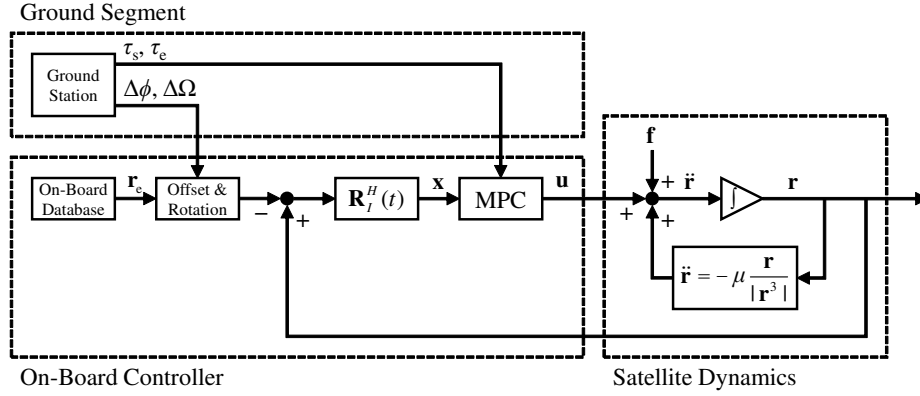 Ground Segment
Ground
Station
τₛ, τₑ
Δϕ, ΔΩ
On-Board
Database
rₑ
Offset &
Rotation
−
+
R_I^H (t)
x
MPC
u
f
+
+
+
r̈
∫
r
r̈ = − μ r / | r³ |
On-Board Controller
Satellite Dynamics